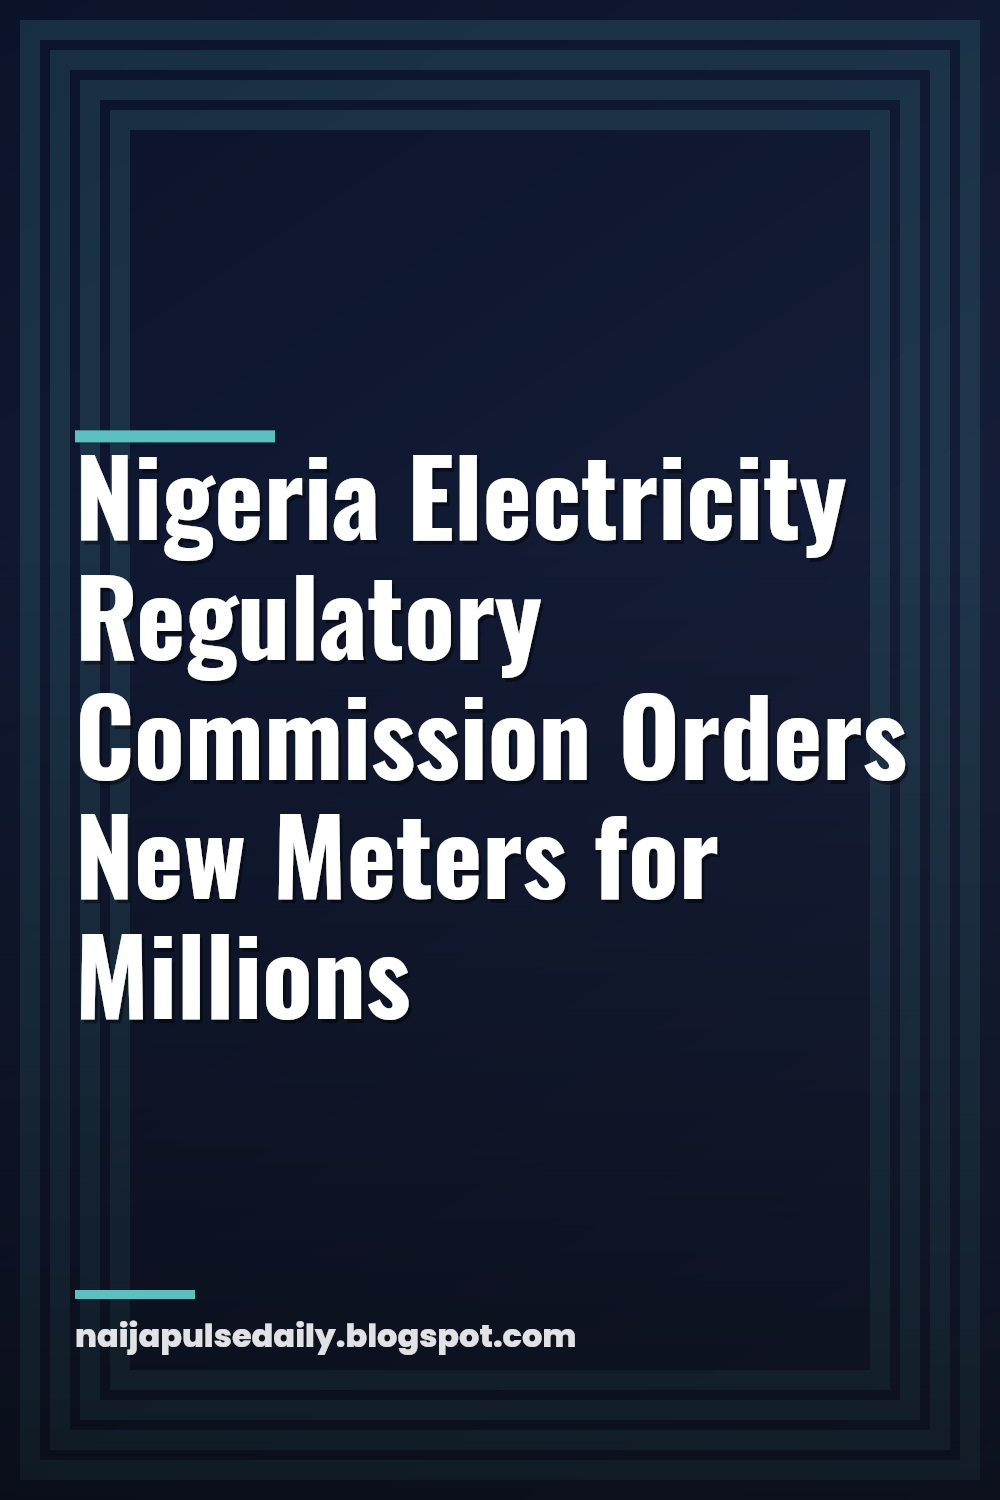 Nigeria Electricity
Regulatory
Commission Orders
New Meters for
Millions
naijapulsedaily.blogspot.com